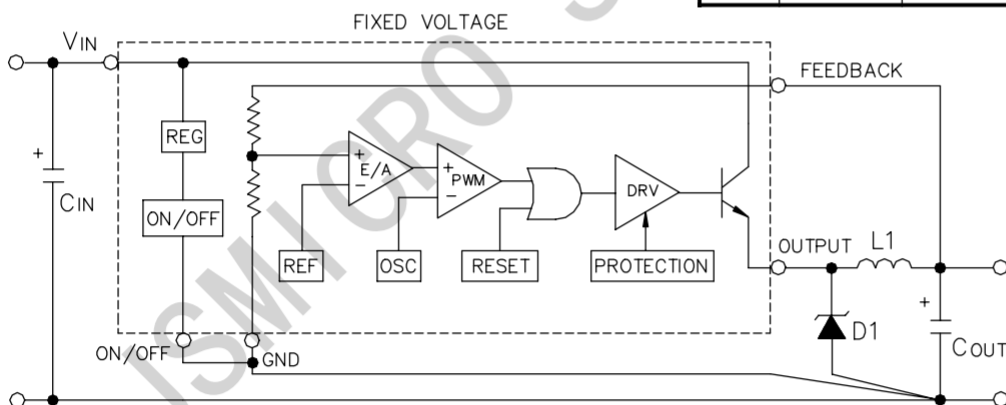 FIXED VOLTAGE
VIN
FEEDBACK
REG
+
E/A
-
+
PWM
-
DRV
+
CIN
ON/OFF
OUTPUT
L1
REF
OSC
RESET
PROTECTION
+
D1
COUT
ON/OFF
GND
ISMICRO S